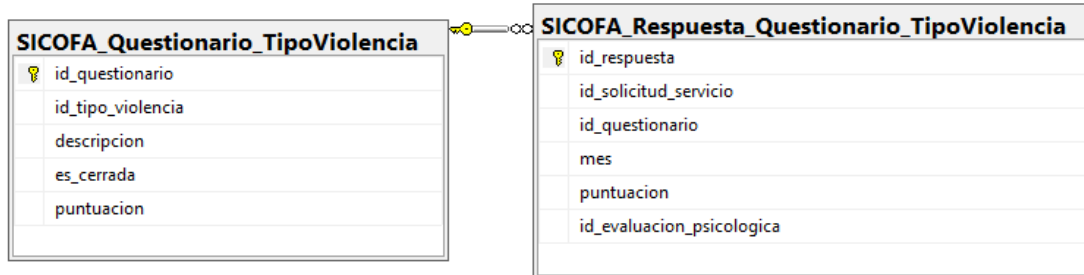 SICOFA_Questionario_TipoViolencia
id_questionario
id_tipo_violencia
descripcion
es_cerrada
puntuacion
SICOFA_Respuesta_Questionario_TipoViolencia
id_respuesta
id_solicitud_servicio
id_questionario
mes
puntuacion
id_evaluacion_psicologica